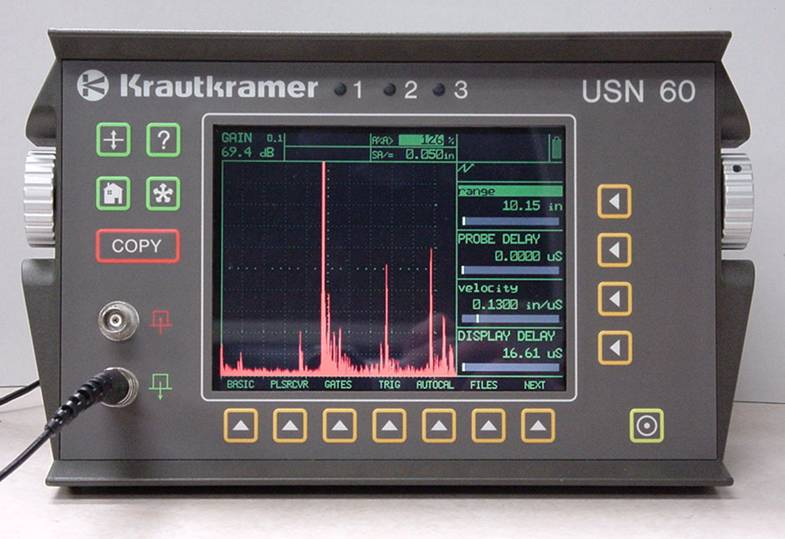 Krautkramer 1 2 3 USN 60
?
COPY
GAIN 0.1
69.4 dB
A%A> 126 %
SA/= 0.050in
range
10.15 in
PROBE DELAY
0.0000 uS
velocity
0.1300 in/uS
DISPLAY DELAY
16.61 uS
BASIC PLSRCVR GATES TRIG AUTOCAL FILES NEXT